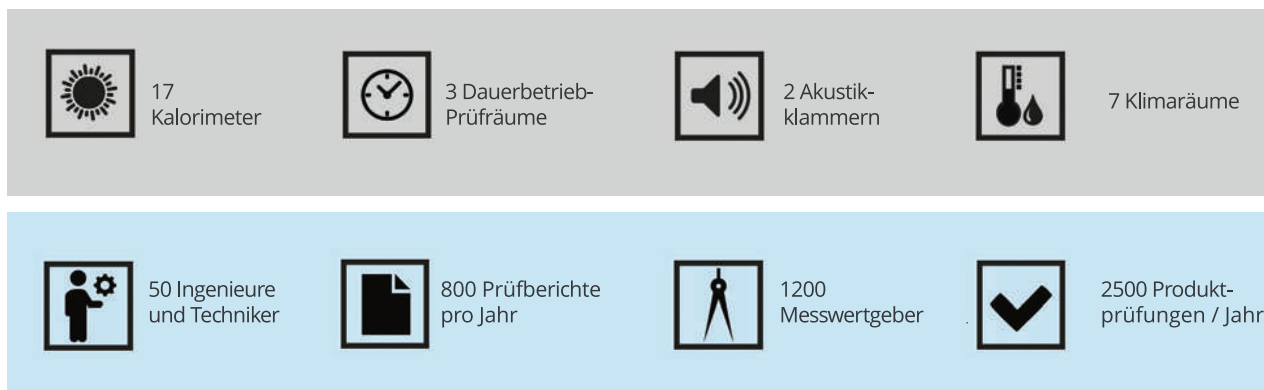 17
Kalorimeter
3 Dauerbetrieb-
Prüfräume
2 Akustik-
klammern
7 Klimaräume
50 Ingenieure
und Techniker
800 Prüfberichte
pro Jahr
1200
Messwertgeber
2500 Produkt-
prüfungen / Jahr